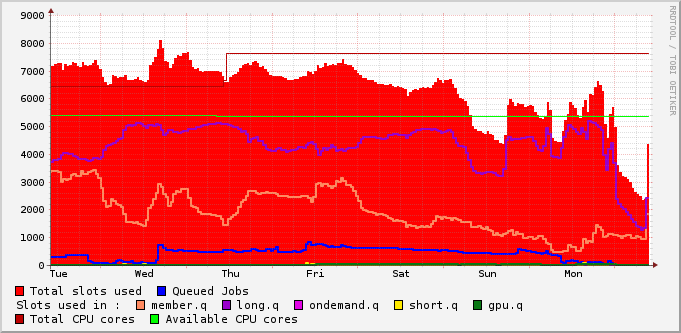 9000
8000
7000
6000
5000
4000
3000
2000
1000
0
Tue Wed Thu Fri Sat Sun Mon
Total slots used Queued Jobs
Slots used in : member.q long.q ondemand.q short.q gpu.q
Total CPU cores Available CPU cores
RRDTOOL / TOBI OETIKER